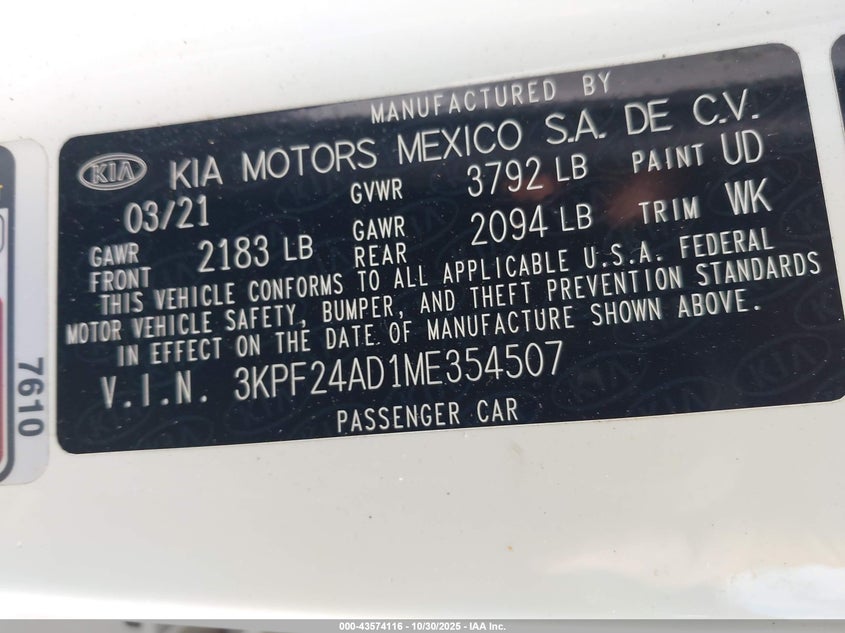 MANUFACTURED BY
KIA KIA MOTORS MEXICO S.A. DE C.V.
03/21 GVWR 3792 LB PAINT UD
GAWR FRONT 2183 LB GAWR REAR 2094 LB TRIM WK
THIS VEHICLE CONFORMS TO ALL APPLICABLE U.S.A. FEDERAL
MOTOR VEHICLE SAFETY, BUMPER, AND THEFT PREVENTION STANDARDS
IN EFFECT ON THE DATE OF MANUFACTURE SHOWN ABOVE.
V.I.N. 3KPF24AD1ME354507
PASSENGER CAR
7610
000-43574116 - 10/30/2025 - IAA Inc.